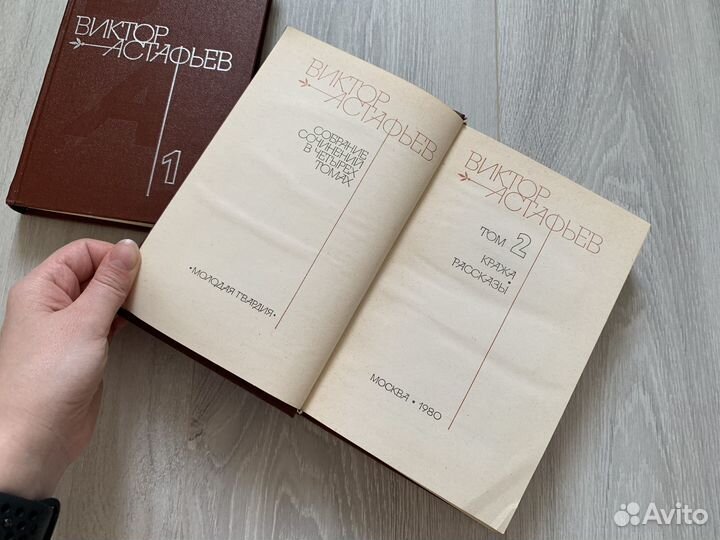 ВИКТОР
АСТАФЬЕВ
1
ВИКТОР
АСТАФЬЕВ
СОБРАНИЕ
СОЧИНЕНИЙ
В ЧЕТЫРЕХ
ТОМАХ
•МОЛОДАЯ ГВАРДИЯ•
ВИКТОР
АСТАФЬЕВ
ТОМ 2
КРАЖА•
РАССКАЗЫ
МОСКВА • 1980
Avito